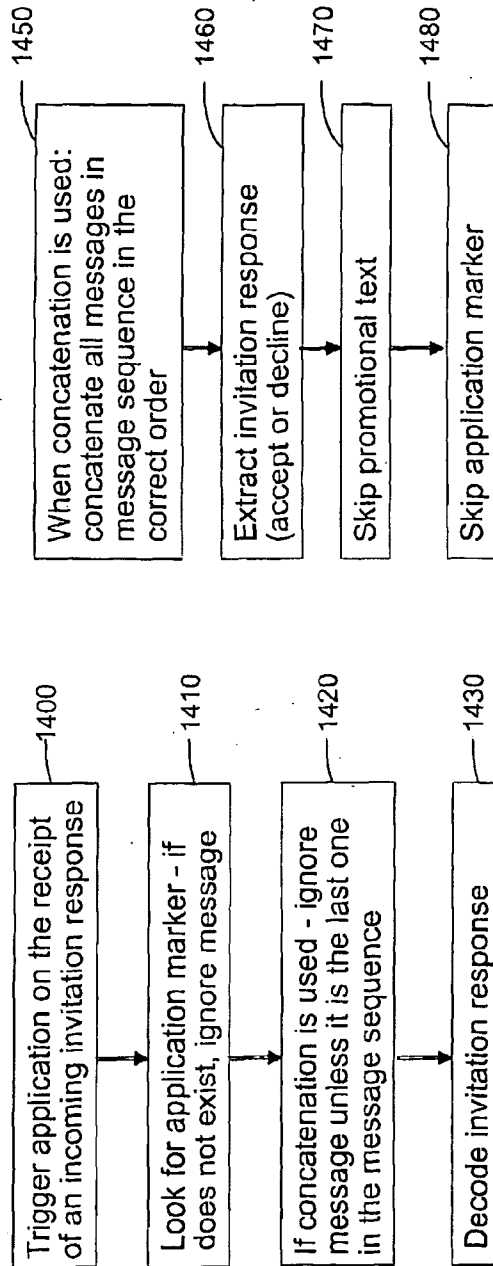 Trigger application on the receipt
of an incoming invitation response
1400
Look for application marker - if
does not exist, ignore message
1410
If concatenation is used - ignore
message unless it is the last one
in the message sequence
1420
Decode invitation response
1430
When concatenation is used:
concatenate all messages in
message sequence in the
correct order
1450
Extract invitation response
(accept or decline)
1460
Skip promotional text
1470
Skip application marker
1480